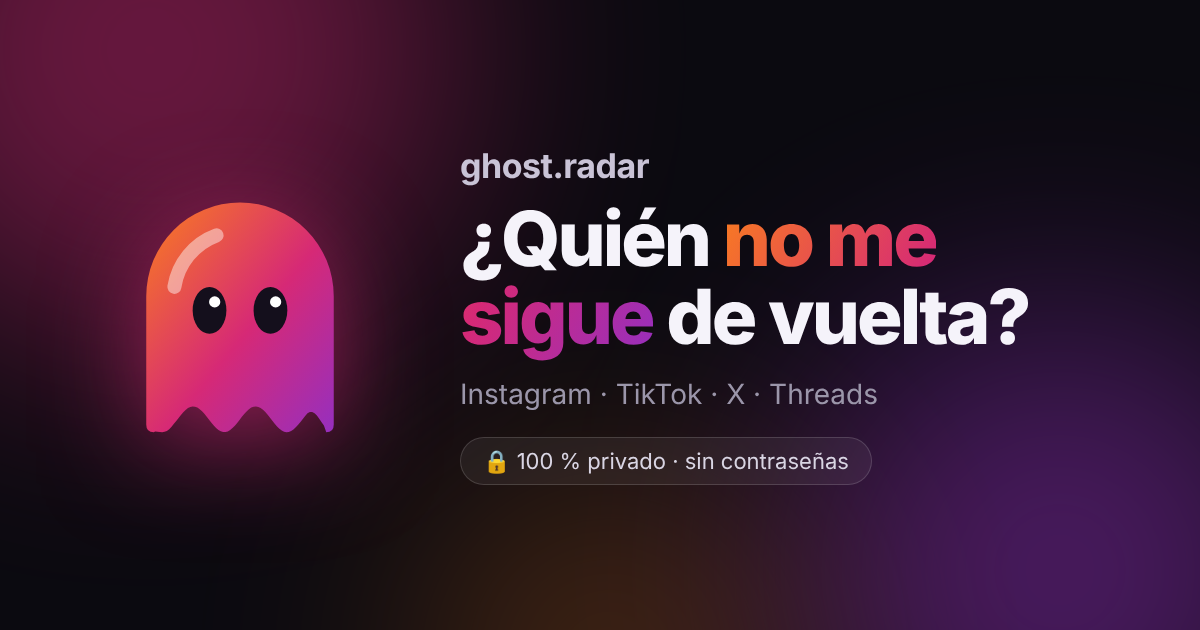 ghost.radar
¿Quién no me
sigue de vuelta?
Instagram · TikTok · X · Threads
🔒 100 % privado · sin contraseñas